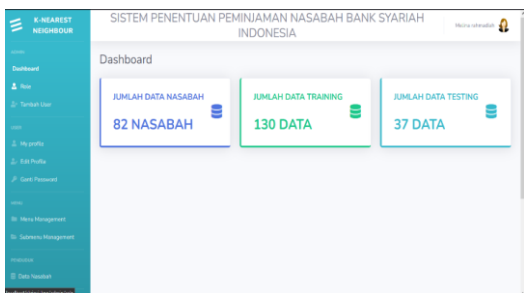 K-NEAREST
NEIGHBOUR
SISTEM PENENTUAN PEMINJAMAN NASABAH BANK SYARIAH
INDONESIA
Dashboard
Role
Tambah User
My profile
Edit Profile
Ganti Password
Menu Management
Submenu Management
Data Nasabah
Dashboard
JUMLAH DATA NASABAH
82 NASABAH
JUMLAH DATA TRAINING
130 DATA
JUMLAH DATA TESTING
37 DATA